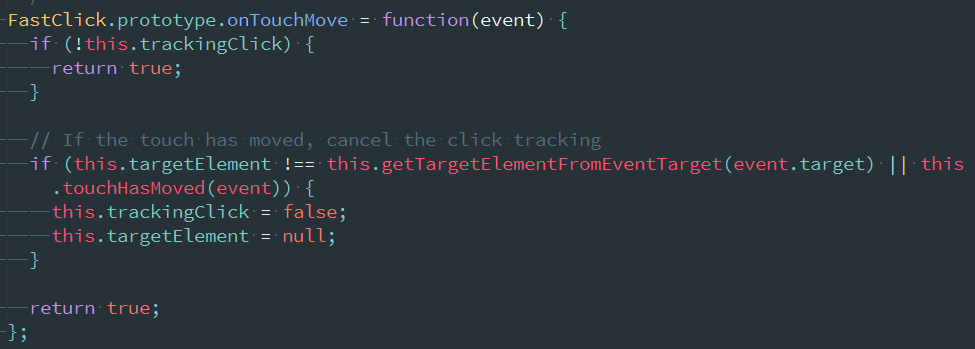 FastClick.prototype.onTouchMove = function(event) {
if (!this.trackingClick) {
return true;
}
// If the touch has moved, cancel the click tracking
if (this.targetElement !== this.getTargetElementFromEventTarget(event.target) || this
.touchHasMoved(event)) {
this.trackingClick = false;
this.targetElement = null;
}
return true;
};